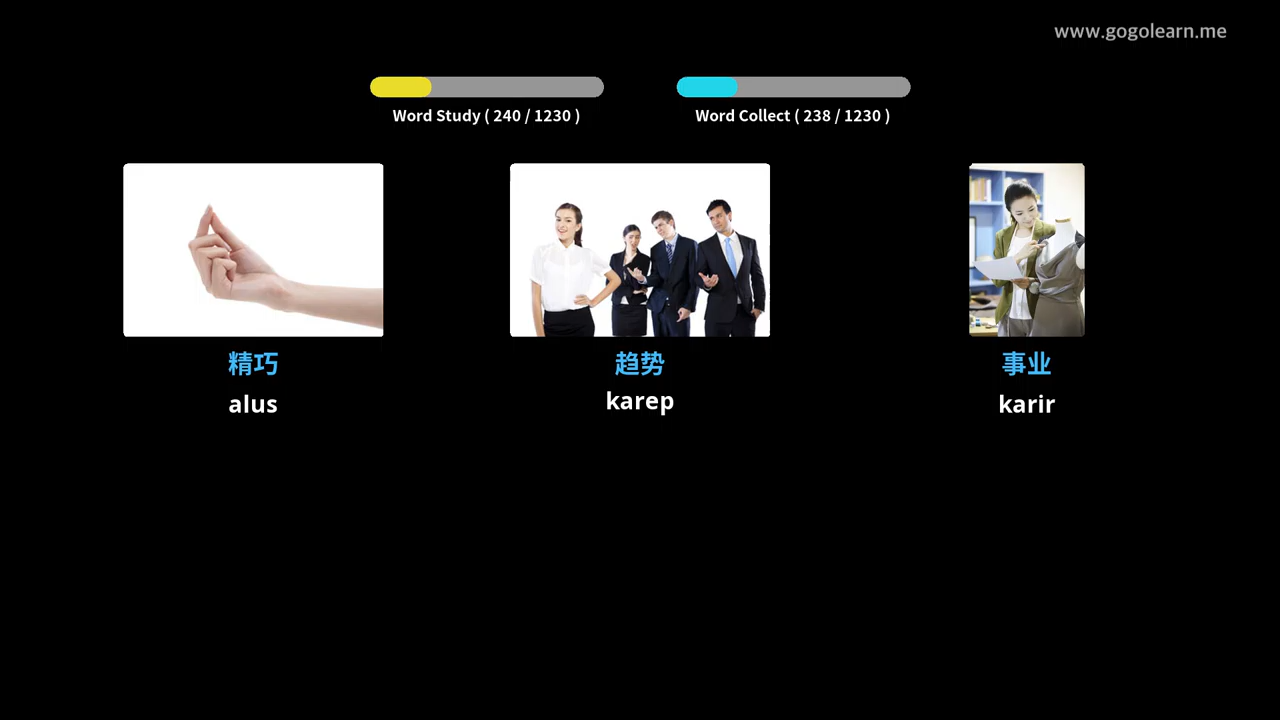 www.gogolearn.me
Word Study ( 240 / 1230 )
Word Collect ( 238 / 1230 )
精巧
趋势
事业
alus
karep
karir